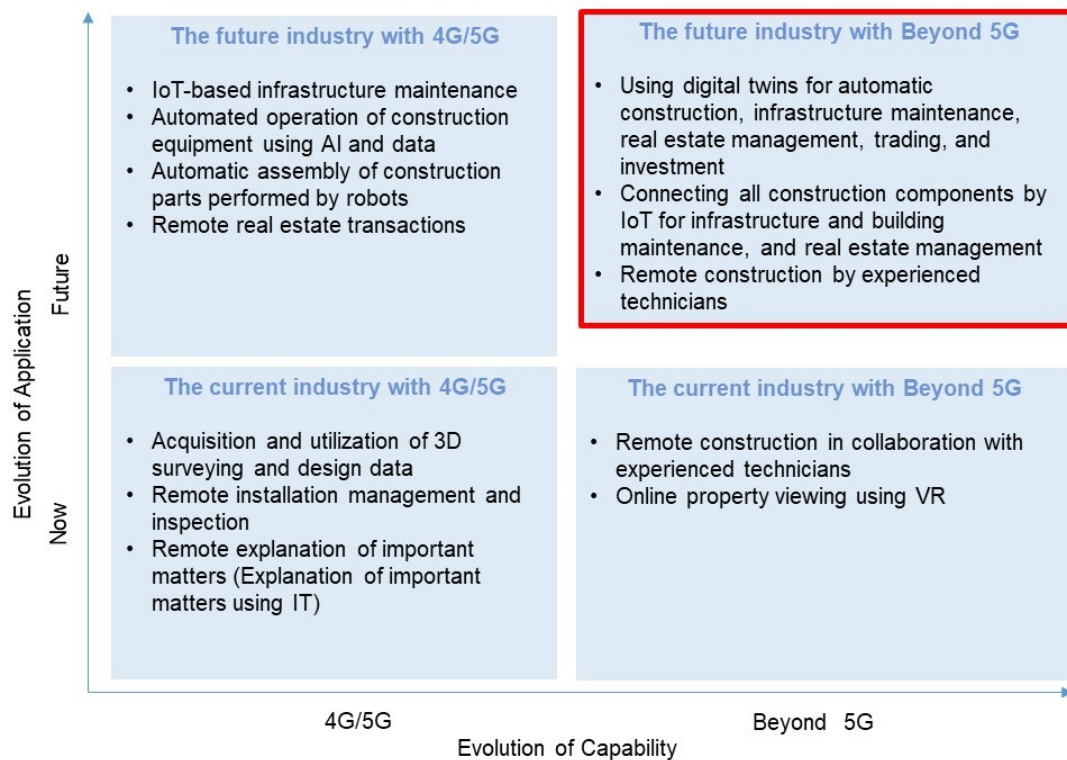 The future industry with 4G/5G
• IoT-based infrastructure maintenance
• Automated operation of construction
equipment using AI and data
• Automatic assembly of construction
parts performed by robots
• Remote real estate transactions
The future industry with Beyond 5G
• Using digital twins for automatic
construction, infrastructure maintenance,
real estate management, trading, and
investment
• Connecting all construction components by
IoT for infrastructure and building
maintenance, and real estate management
• Remote construction by experienced
technicians
The current industry with 4G/5G
• Acquisition and utilization of 3D
surveying and design data
• Remote installation management and
inspection
• Remote explanation of important
matters (Explanation of important
matters using IT)
The current industry with Beyond 5G
• Remote construction in collaboration with
experienced technicians
• Online property viewing using VR
Evolution of Application
Future
Now
4G/5G
Beyond 5G
Evolution of Capability